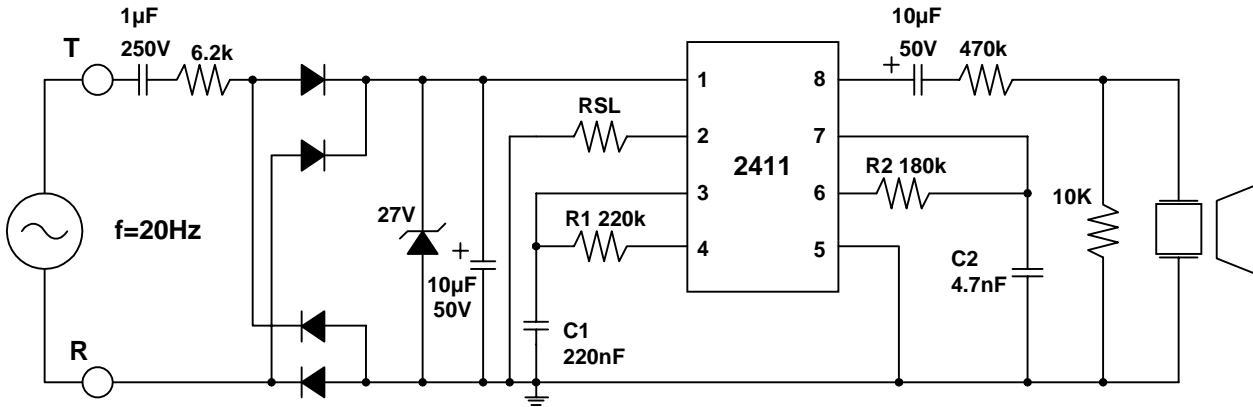 1µF
250V
T
6.2k
10µF
50V
470k
1
8
RSL
2
7
2411
R2 180k
3
6
27V
R1 220k
10K
f=20Hz
4
5
10µF
50V
C2
4.7nF
C1
220nF
R